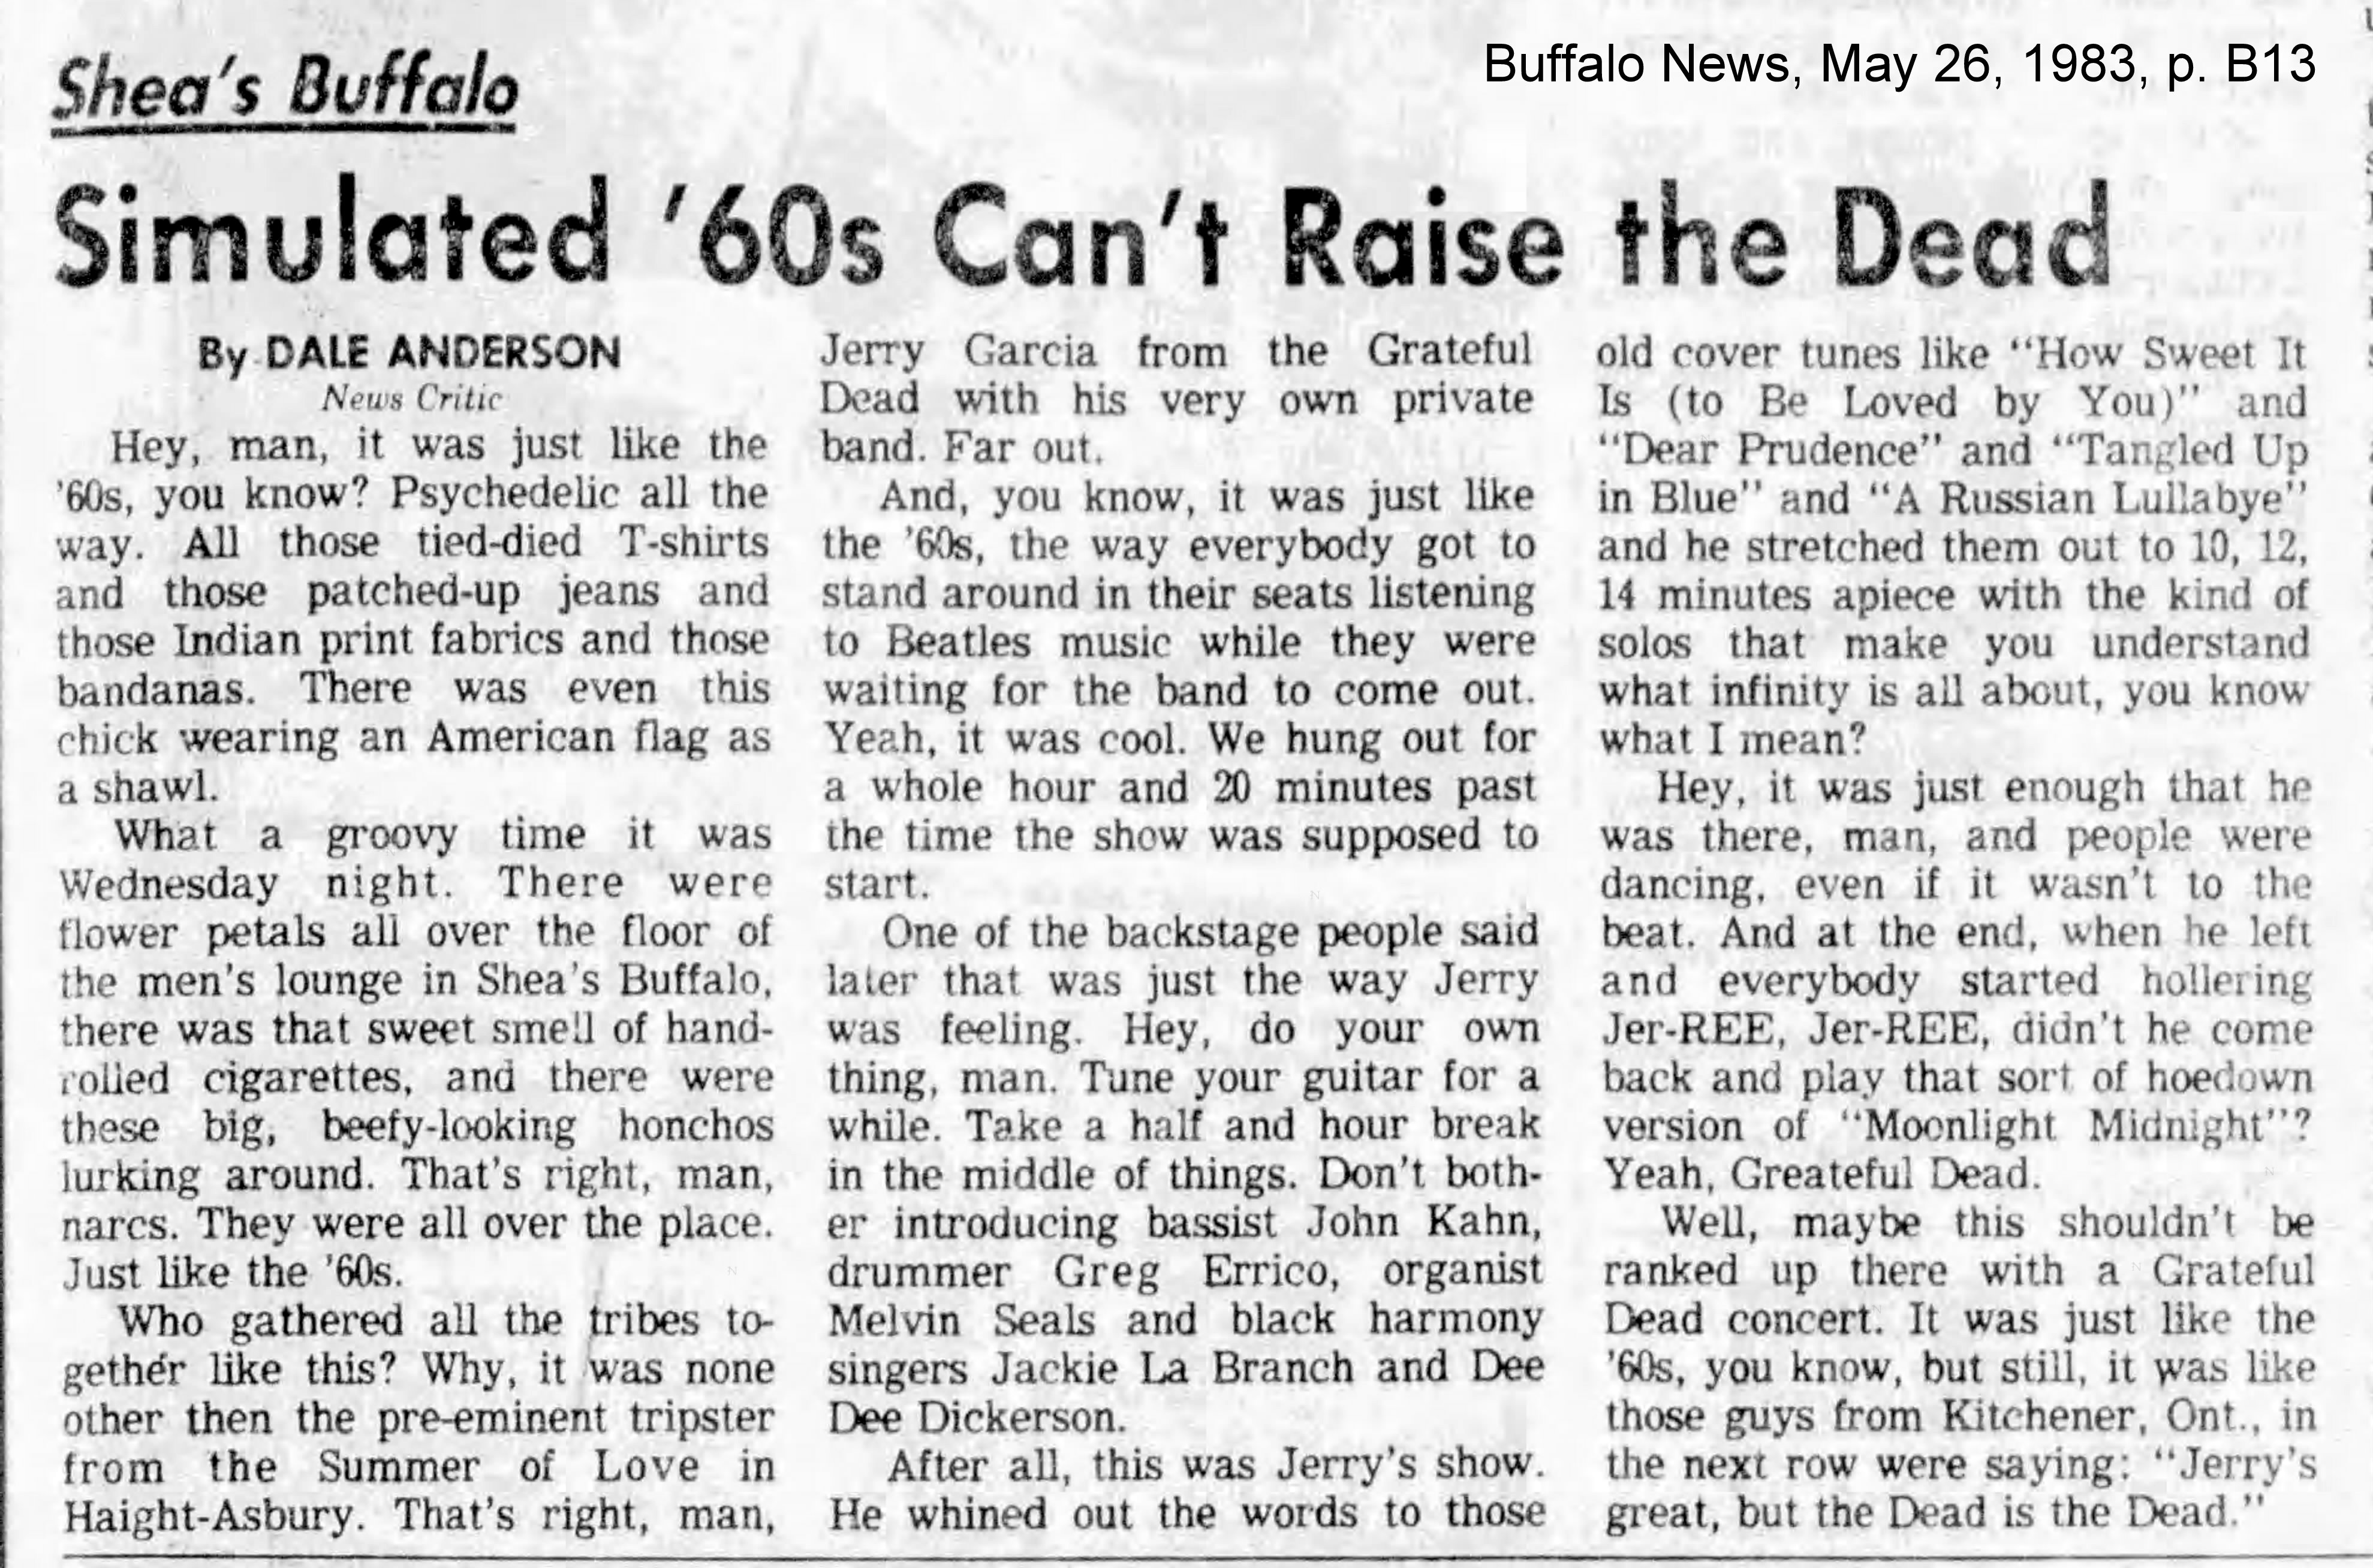 Shea's Buffalo
Buffalo News, May 26, 1983, p. B13
Simulated '60s Can't Raise the Dead
By DALE ANDERSON
News Critic
Hey, man, it was just like the
'60s, you know? Psychedelic all the
way. All those tied-died T-shirts
and those patched-up jeans and
those Indian print fabrics and those
bandanas. There was even this
chick wearing an American flag as
a shawl.
What a groovy time it was
Wednesday night. There were
flower petals all over the floor of
the men's lounge in Shea's Buffalo,
there was that sweet smell of hand-
rolled cigarettes, and there were
these big, beefy-looking honchos
lurking around. That's right, man,
narcs. They were all over the place.
Just like the '60s.
Who gathered all the tribes to-
gether like this? Why, it was none
other then the pre-eminent tripster
from the Summer of Love in
Haight-Asbury. That's right, man,
Jerry Garcia from the Grateful
Dead with his very own private
band. Far out.
And, you know, it was just like
the '60s, the way everybody got to
stand around in their seats listening
to Beatles music while they were
waiting for the band to come out.
Yeah, it was cool. We hung out for
a whole hour and 20 minutes past
the time the show was supposed to
start.
One of the backstage people said
later that was just the way Jerry
was feeling. Hey, do your own
thing, man. Tune your guitar for a
while. Take a half and hour break
in the middle of things. Don't both-
er introducing bassist John Kahn,
drummer Greg Errico, organist
Melvin Seals and black harmony
singers Jackie La Branch and Dee
Dee Dickerson.
After all, this was Jerry's show.
He whined out the words to those
old cover tunes like "How Sweet It
Is (to Be Loved by You)" and
"Dear Prudence" and "Tangled Up
in Blue" and "A Russian Lullabye"
and he stretched them out to 10, 12,
14 minutes apiece with the kind of
solos that make you understand
what infinity is all about, you know
what I mean?
Hey, it was just enough that he
was there, man, and people were
dancing, even if it wasn't to the
beat. And at the end, when he left
and everybody started hollering
Jer-REE, Jer-REE, didn't he come
back and play that sort of hoedown
version of "Moonlight Midnight"?
Yeah, Greateful Dead.
Well, maybe this shouldn't be
ranked up there with a Grateful
Dead concert. It was just like the
'60s, you know, but still, it was like
those guys from Kitchener, Ont., in
the next row were saying: "Jerry's
great, but the Dead is the Dead."